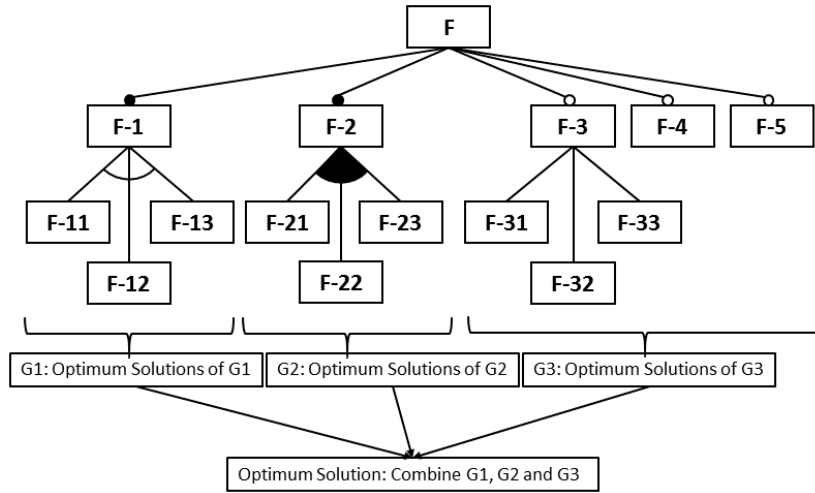 F
F-1
F-2
F-3
F-4
F-5
F-11
F-13
F-21
F-23
F-31
F-33
F-12
F-22
F-32
G1: Optimum Solutions of G1
G2: Optimum Solutions of G2
G3: Optimum Solutions of G3
Optimum Solution: Combine G1, G2 and G3